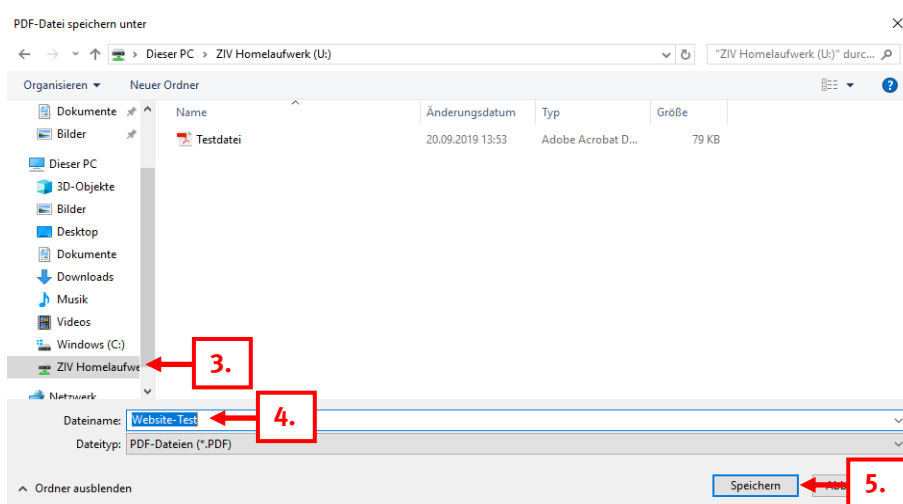 PDF-Datei speichern unter
Dieser PC > ZIV Homelaufwerk (U:)
"ZIV Homelaufwerk (U:)" durc...
Organisieren
Neuer Ordner
Name
Änderungsdatum
Typ
Größe
Testdatei
20.09.2019 13:53
Adobe Acrobat D...
79 KB
Dokumente
Bilder
Dieser PC
3D-Objekte
Bilder
Desktop
Dokumente
Downloads
Musik
Videos
Windows (C:)
ZIV Homelaufwe
3.
Netzwerk
Dateiname: Website-Test
4.
Dateityp: PDF-Dateien (*.PDF)
Ordner ausblenden
Speichern
5.